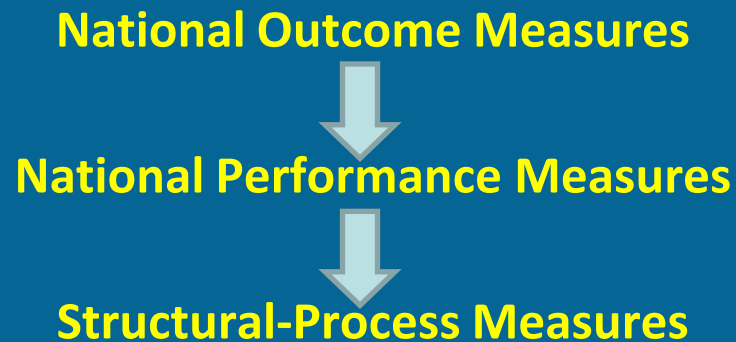 National Outcome Measures
National Performance Measures
Structural-Process Measures